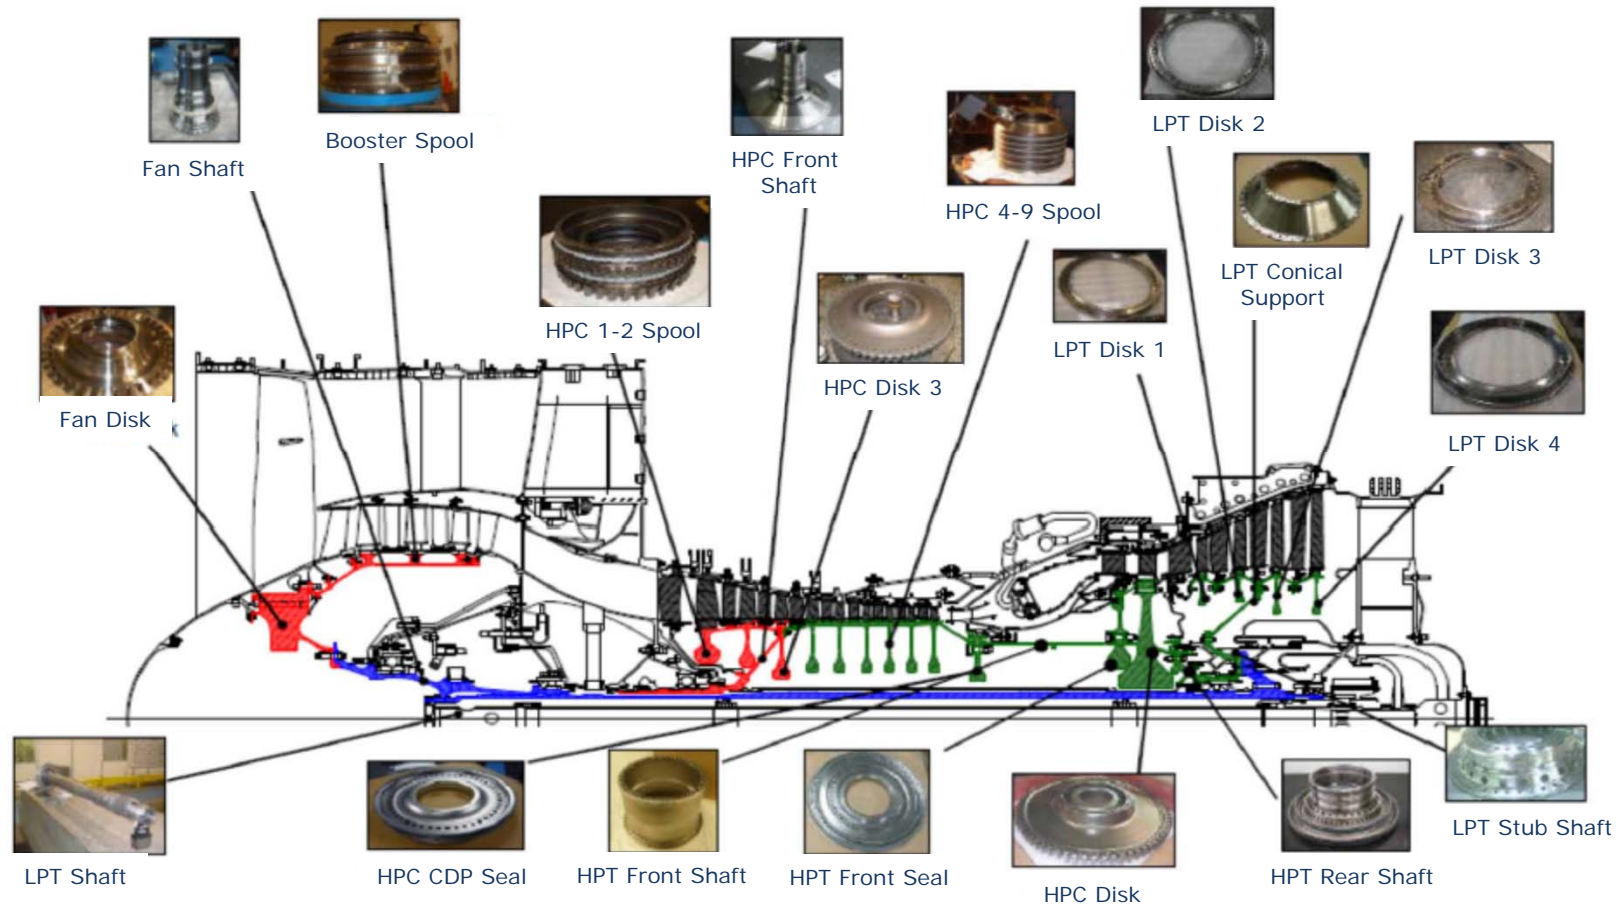 LPT Disk 2
Booster Spool
Fan Shaft
HPC Front
Shaft
HPC 4-9 Spool
LPT Disk 3
LPT Conical
Support
HPC 1-2 Spool
LPT Disk 1
HPC Disk 3
Fan Disk
LPT Disk 4
LPT Stub Shaft
LPT Shaft
HPC CDP Seal
HPT Front Shaft
HPT Front Seal
HPC Disk
HPT Rear Shaft